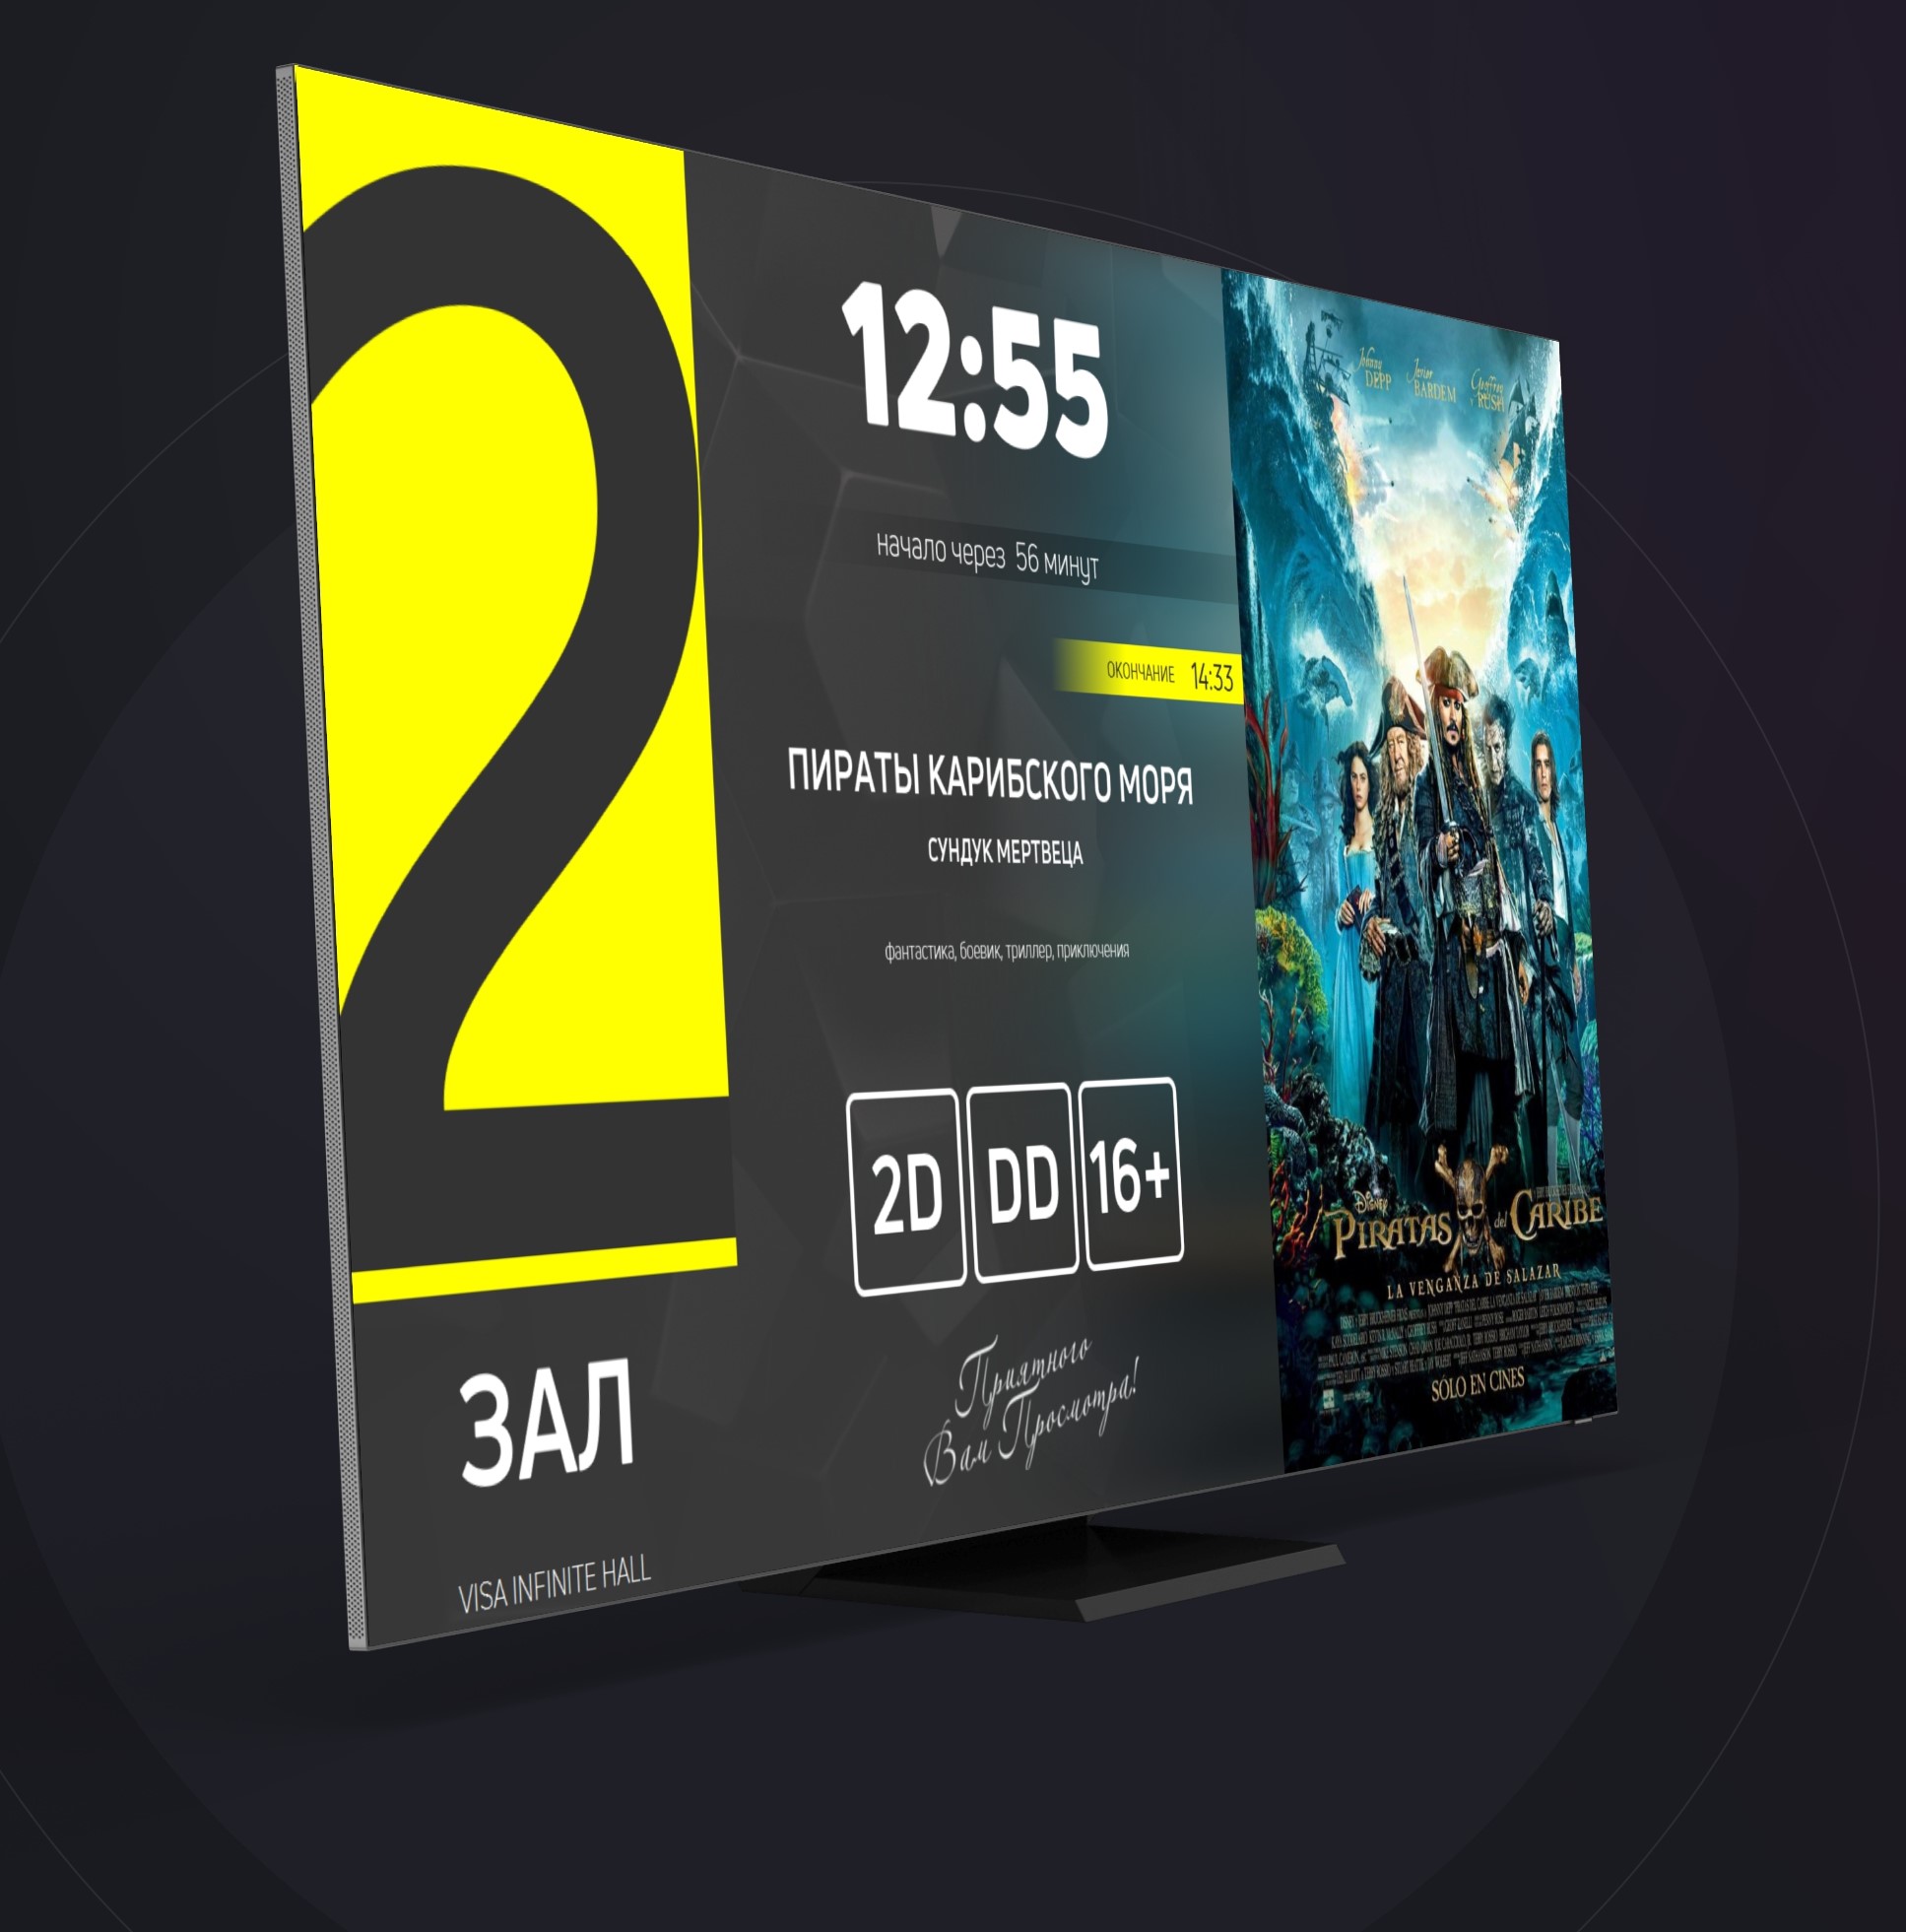 2
ЗАЛ
VISA INFINITE HALL
12:55
начало через 56 минут
ОКОНЧАНИЕ 14:33
ПИРАТЫ КАРИБСКОГО МОРЯ
СУНДУК МЕРТВЕЦА
фантастика, боевик, триллер, приключения
2D DD 16+
Приятного
Вам Просмотра!
Johnny DEPP Javier BARDEM y Geoffrey RUSH
Disney
PIRATAS del CARIBE
LA VENGANZA DE SALAZAR
SÓLO EN CINES